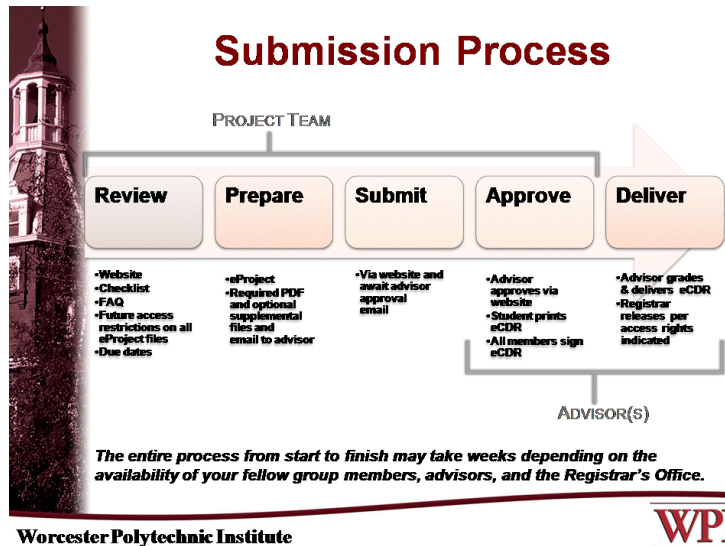 Submission Process
PROJECT TEAM
Review
Prepare
Submit
Approve
Deliver
•Website
•Checklist
•FAQ
•Future access
restrictions on all
eProject files
•Due dates
•eProject
•Required PDF
and optional
supplemental
files and
email to advisor
•Via website and
await advisor
approval
email
•Advisor
approves via
website
•Student prints
eCDR
•All members sign
eCDR
•Advisor grades
& delivers eCDR
•Registrar
releases per
access rights
indicated
ADVISOR(S)
The entire process from start to finish may take weeks depending on the
availability of your fellow group members, advisors, and the Registrar's Office.
Worcester Polytechnic Institute
WP